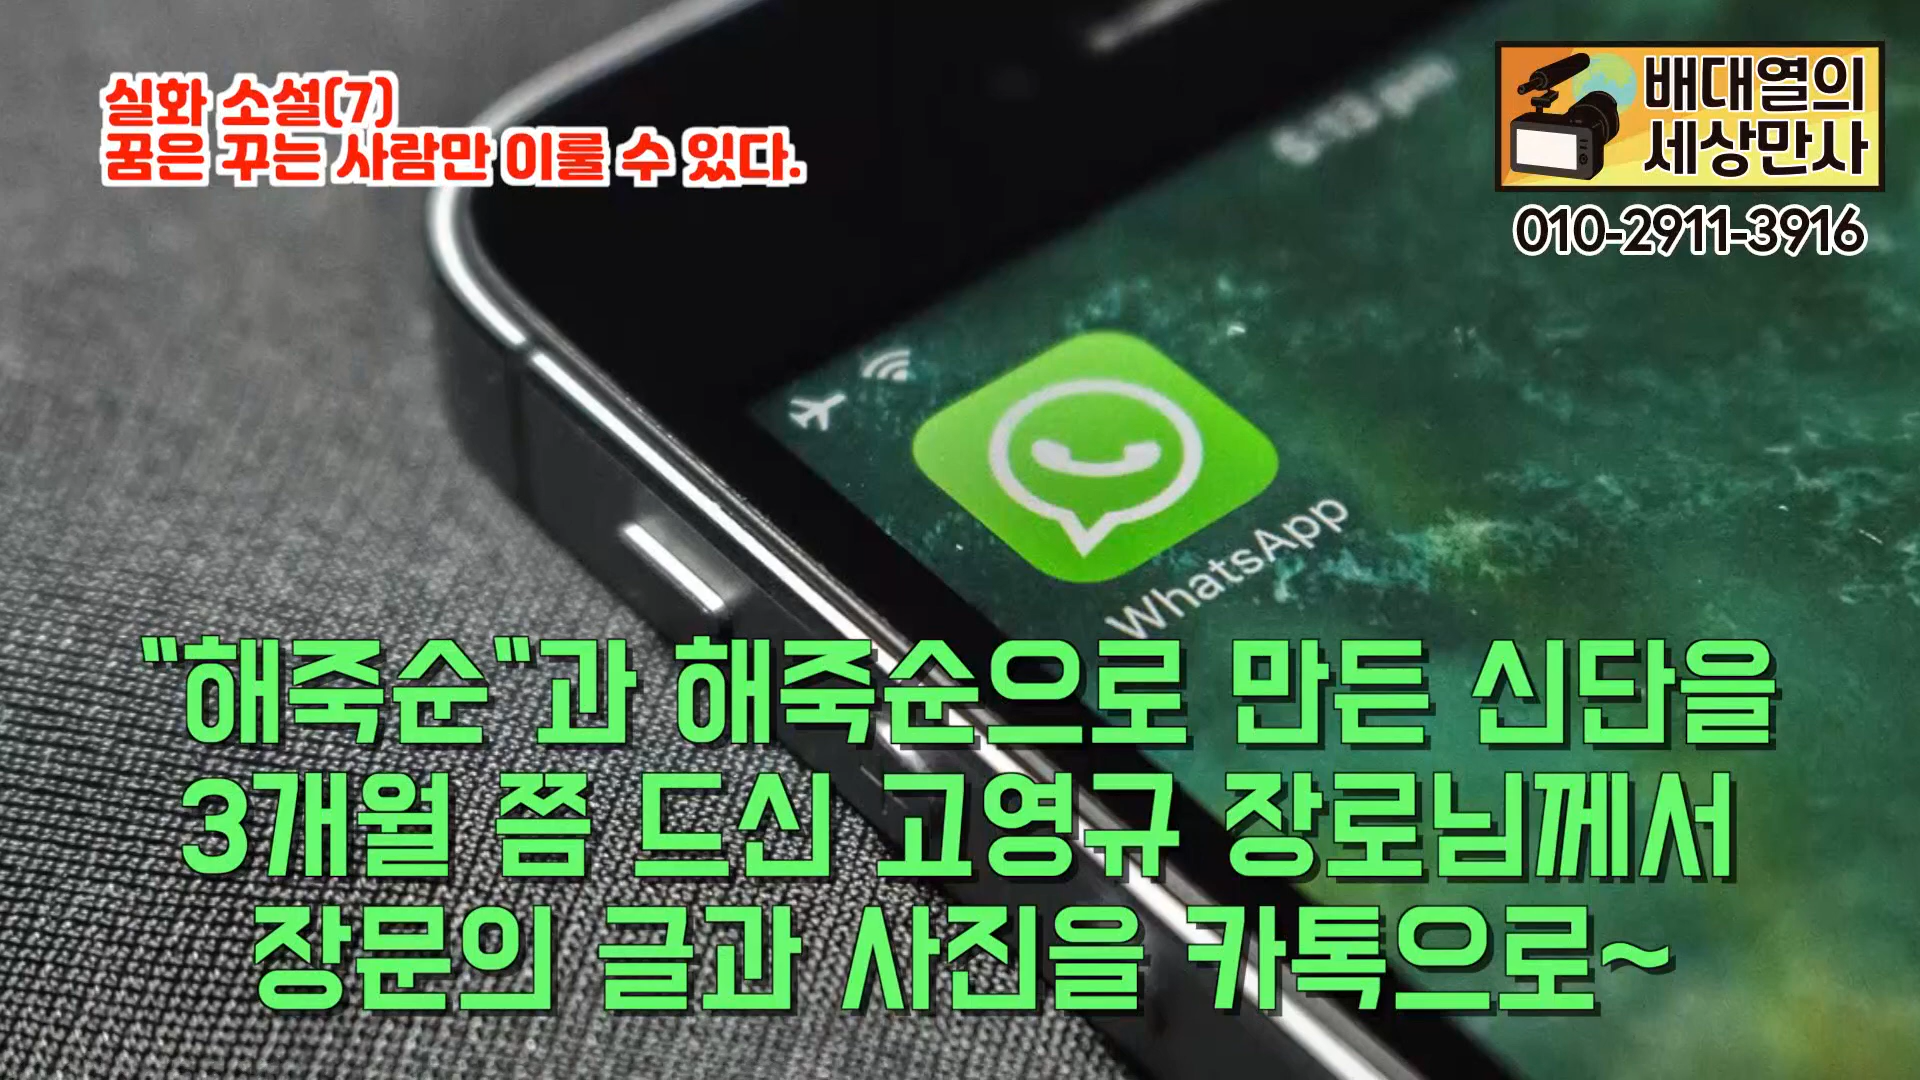 실화 소설(7)
꿈은 꾸는 사람만 이룰 수 있다.
배대열의
세상만사
010-2911-3916
5:13 pm
WhatsApp
"해죽순"과 해죽순으로 만든 신단을
3개월 쯤 드신 고영규 장로님께서
장문의 글과 사진을 카톡으로~